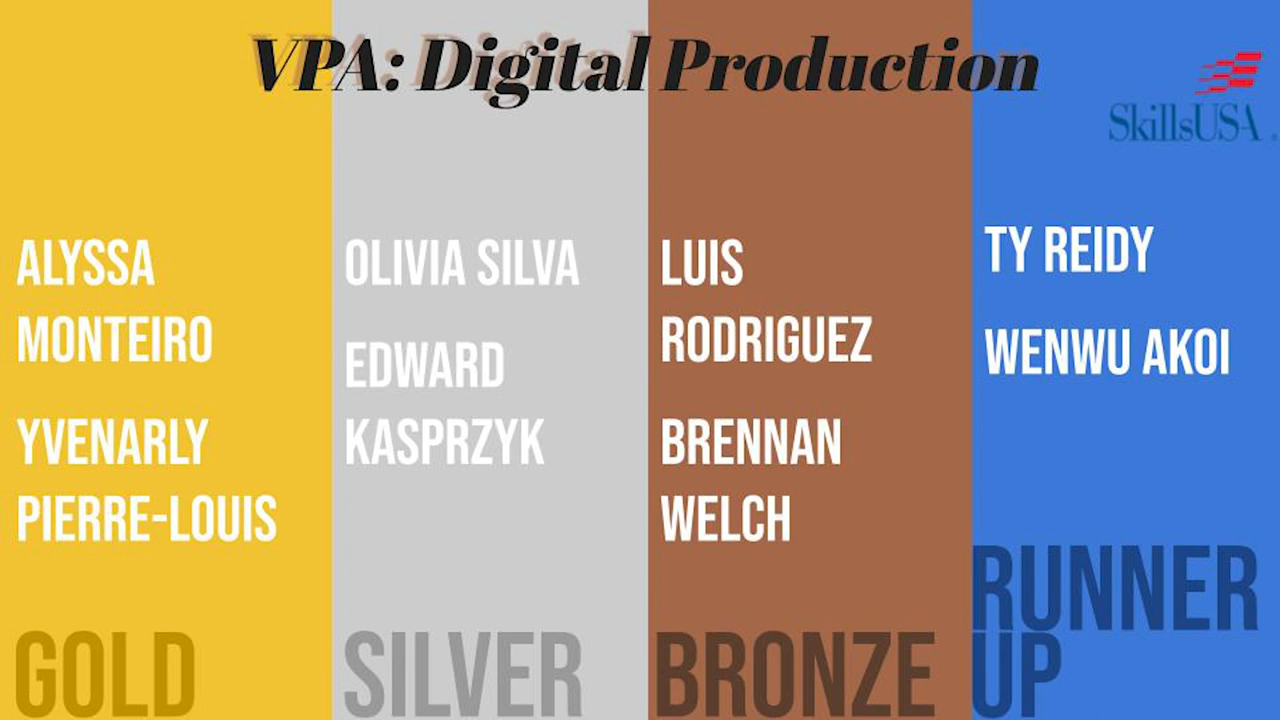 VPA: Digital Production
SkillsUSA
ALYSSA
MONTEIRO
YVENARLY
PIERRE-LOUIS
GOLD
OLIVIA SILVA
EDWARD
KASPRZYK
SILVER
LUIS
RODRIGUEZ
BRENNAN
WELCH
BRONZE
TY REIDY
WENWU AKOI
RUNNER
UP